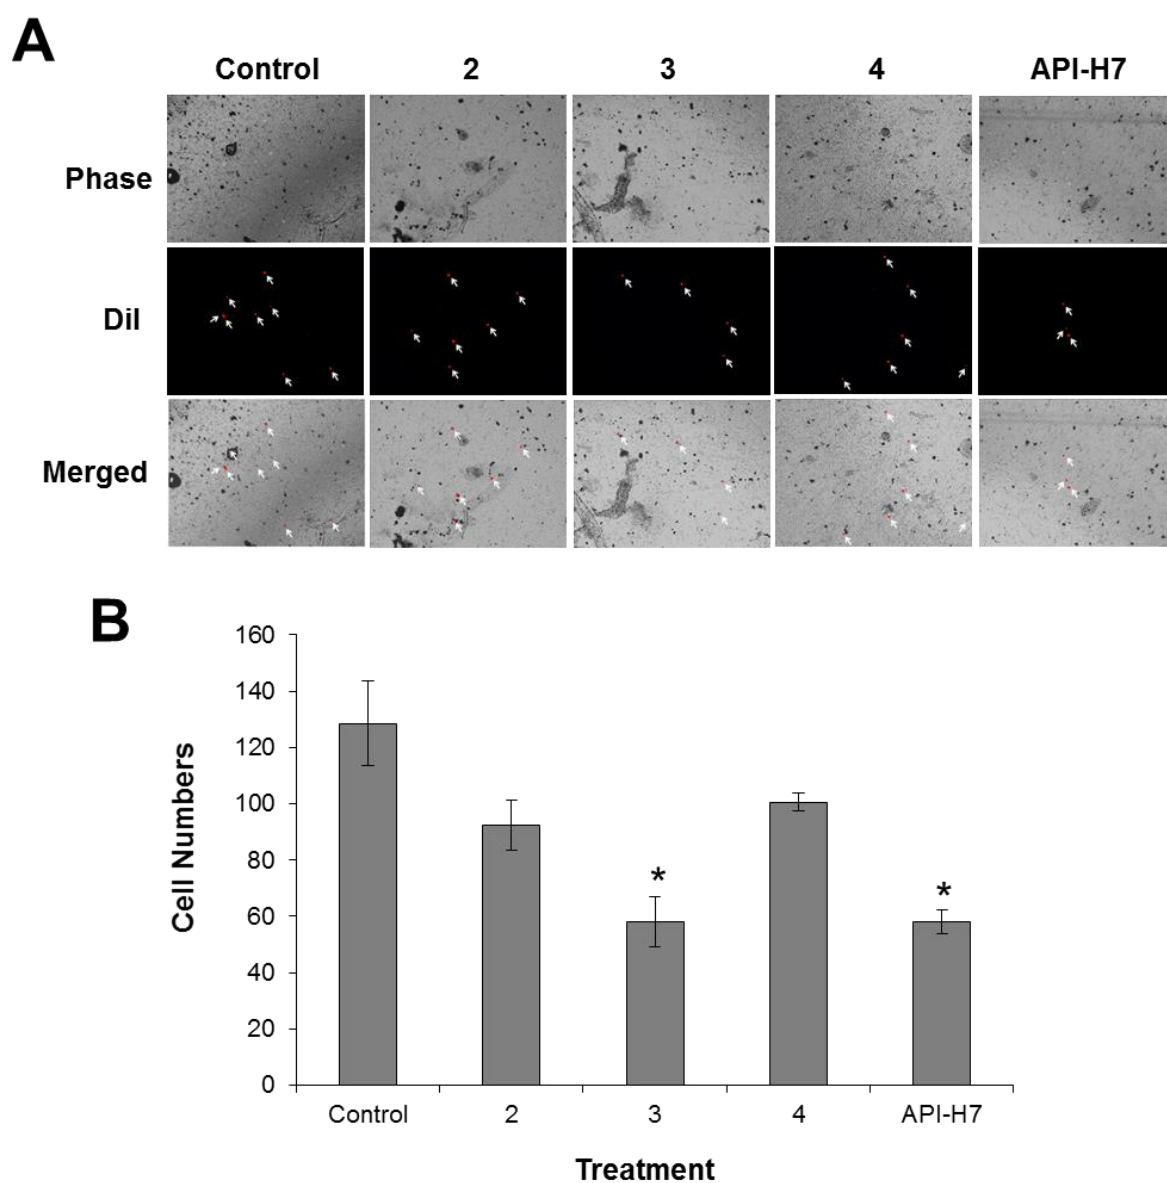 A
Control 2 3 4 API-H7
Phase
DiI
Merged
B
160
140
120
100
80
60
40
20
0
Cell Numbers
*
*
Control 2 3 4 API-H7
Treatment